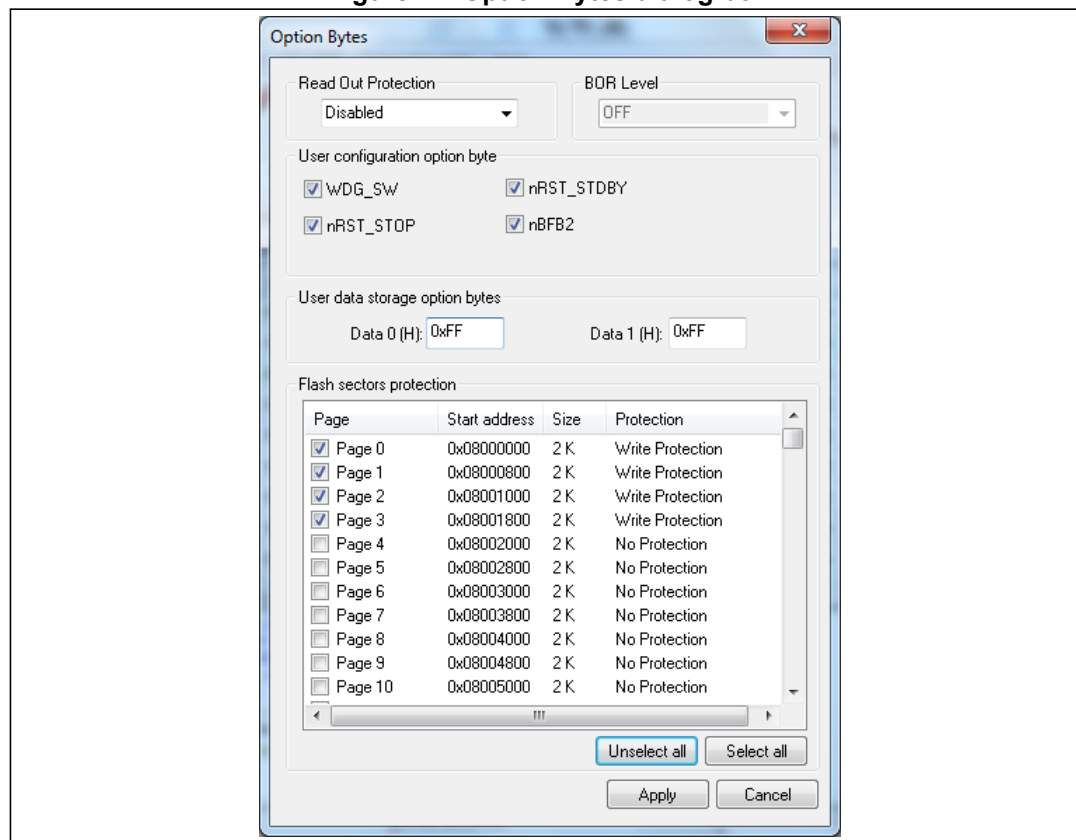 Option Bytes
Read Out Protection
BOR Level
Disabled
OFF
User configuration option byte
WDG_SW
nRST_STDBY
nRST_STOP
nBFB2
User data storage option bytes
Data 0 (H): 0xFF
Data 1 (H): 0xFF
Flash sectors protection
Page Start address Size Protection
Page 0 0x08000000 2 K Write Protection
Page 1 0x08000800 2 K Write Protection
Page 2 0x08001000 2 K Write Protection
Page 3 0x08001800 2 K Write Protection
Page 4 0x08002000 2 K No Protection
Page 5 0x08002800 2 K No Protection
Page 6 0x08003000 2 K No Protection
Page 7 0x08003800 2 K No Protection
Page 8 0x08004000 2 K No Protection
Page 9 0x08004800 2 K No Protection
Page 10 0x08005000 2 K No Protection
Unselect all Select all
Apply Cancel